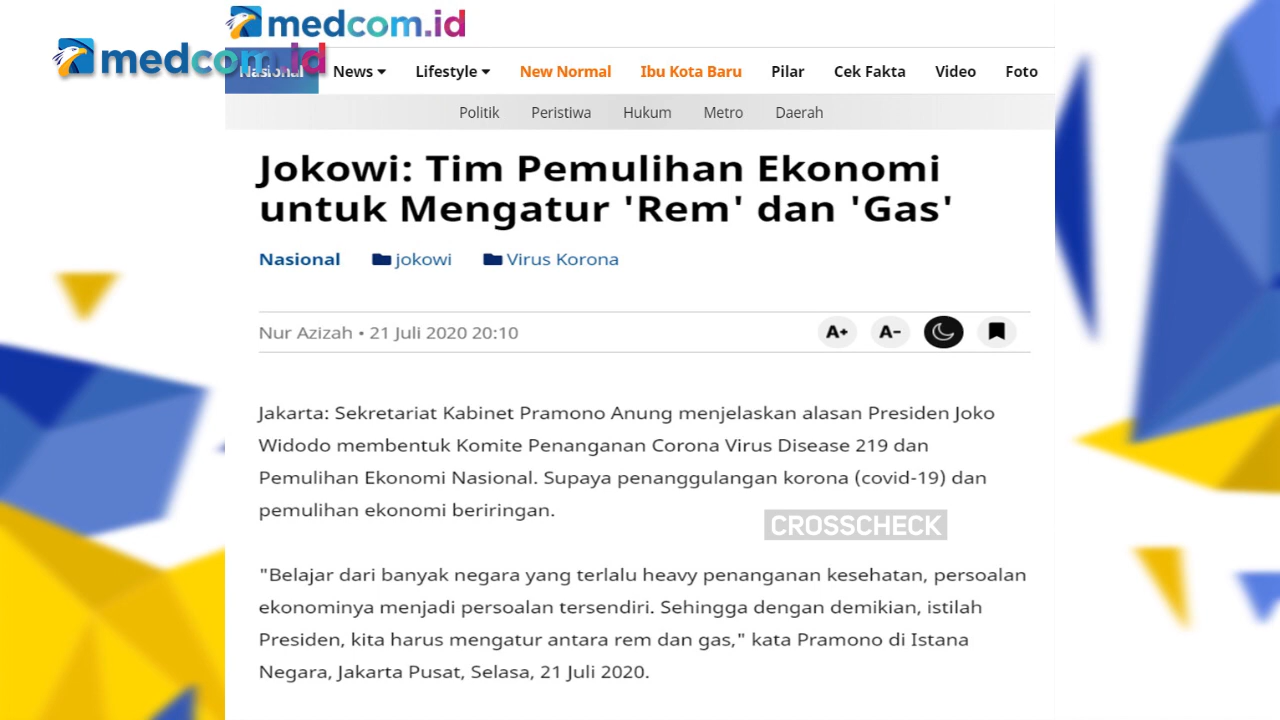 medcom.id
medcom.id
Nasional News Lifestyle New Normal Ibu Kota Baru Pilar Cek Fakta Video Foto
Politik Peristiwa Hukum Metro Daerah
Jokowi: Tim Pemulihan Ekonomi
untuk Mengatur 'Rem' dan 'Gas'
Nasional jokowi Virus Korona
Nur Azizah • 21 Juli 2020 20:10 A+ A-
Jakarta: Sekretariat Kabinet Pramono Anung menjelaskan alasan Presiden Joko
Widodo membentuk Komite Penanganan Corona Virus Disease 219 dan
Pemulihan Ekonomi Nasional. Supaya penanggulangan korona (covid-19) dan
pemulihan ekonomi beriringan.
CROSSCHECK
"Belajar dari banyak negara yang terlalu heavy penanganan kesehatan, persoalan
ekonominya menjadi persoalan tersendiri. Sehingga dengan demikian, istilah
Presiden, kita harus mengatur antara rem dan gas," kata Pramono di Istana
Negara, Jakarta Pusat, Selasa, 21 Juli 2020.